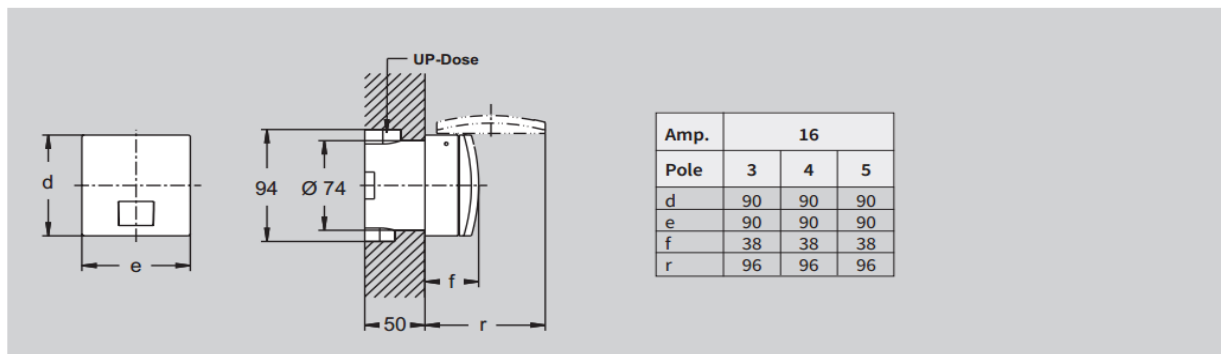 UP-Dose
d
e
94
Ø 74
f
50
r
Amp. 16
Pole 3 4 5
d 90 90 90
e 90 90 90
f 38 38 38
r 96 96 96